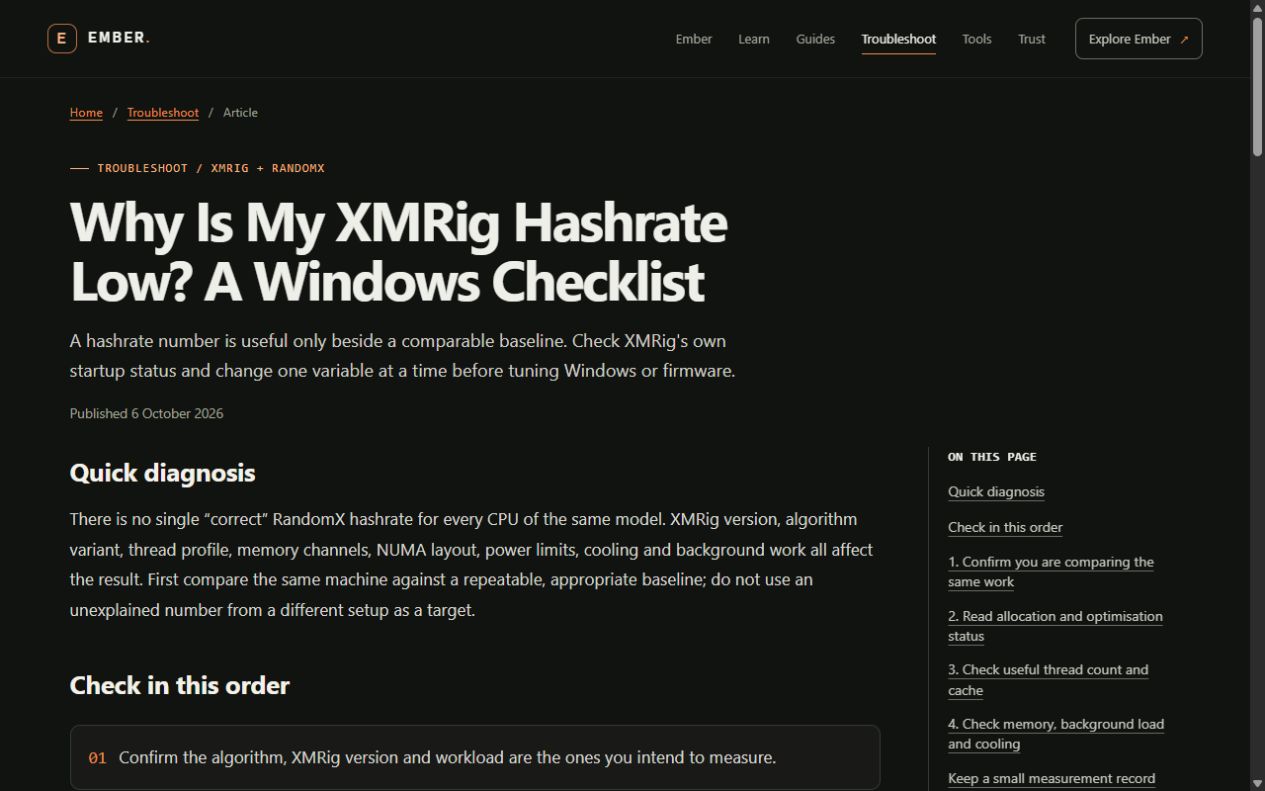 E EMBER.
Ember Learn Guides Troubleshoot Tools Trust Explore Ember ↗
Home / Troubleshoot / Article
TROUBLESHOOT / XMRIG + RANDOMX
Why Is My XMRig Hashrate
Low? A Windows Checklist
A hashrate number is useful only beside a comparable baseline. Check XMRig's own
startup status and change one variable at a time before tuning Windows or firmware.
Published 6 October 2026
Quick diagnosis
There is no single “correct” RandomX hashrate for every CPU of the same model. XMRig version, algorithm
variant, thread profile, memory channels, NUMA layout, power limits, cooling and background work all affect
the result. First compare the same machine against a repeatable, appropriate baseline; do not use an
unexplained number from a different setup as a target.
Check in this order
01 Confirm the algorithm, XMRig version and workload are the ones you intend to measure.
ON THIS PAGE
Quick diagnosis
Check in this order
1. Confirm you are comparing the
same work
2. Read allocation and optimisation
status
3. Check useful thread count and
cache
4. Check memory, background load
and cooling
Keep a small measurement record